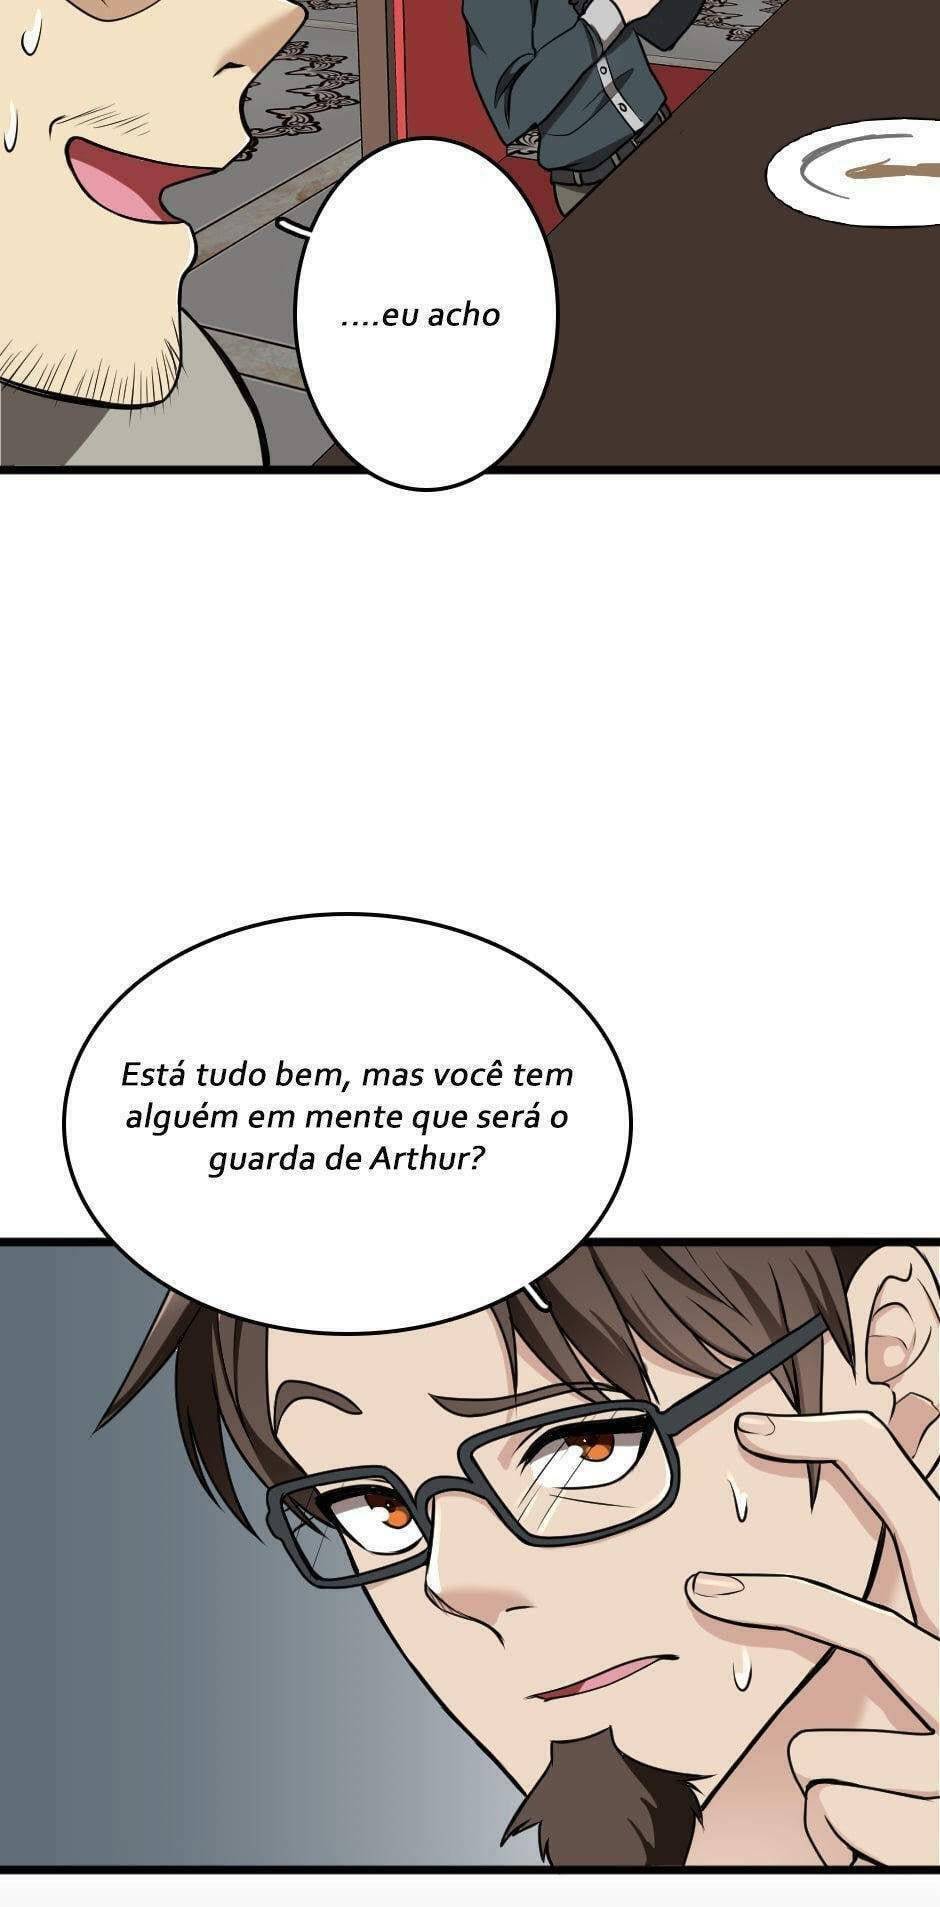 ....eu acho
Está tudo bem, mas você tem
alguém em mente que será o
guarda de Arthur?